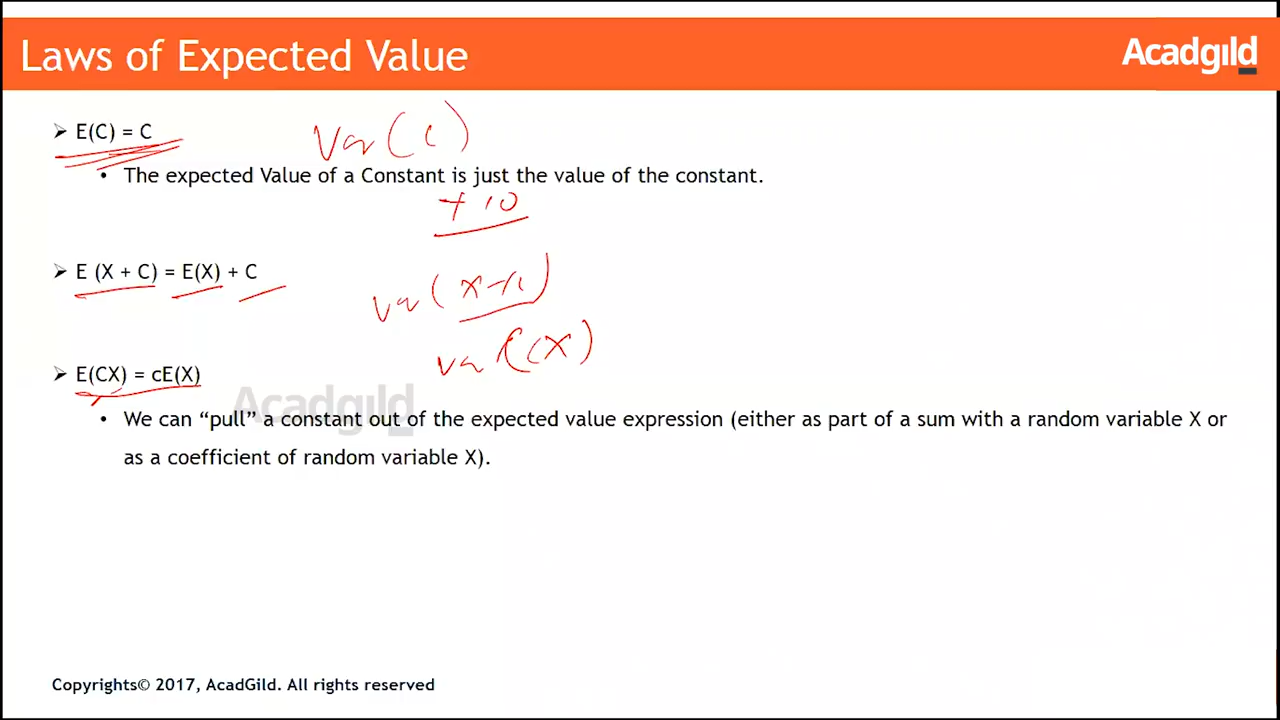 Laws of Expected Value
Acadgild
➢ E(C) = C
Var(C)
• The expected Value of a Constant is just the value of the constant.
+10
➢ E (X + C) = E(X) + C
Var(X+c)
➢ E(CX) = cE(X)
Var(CX)
Acadgild
• We can “pull” a constant out of the expected value expression (either as part of a sum with a random variable X or
as a coefficient of random variable X).
Copyrights© 2017, AcadGild. All rights reserved